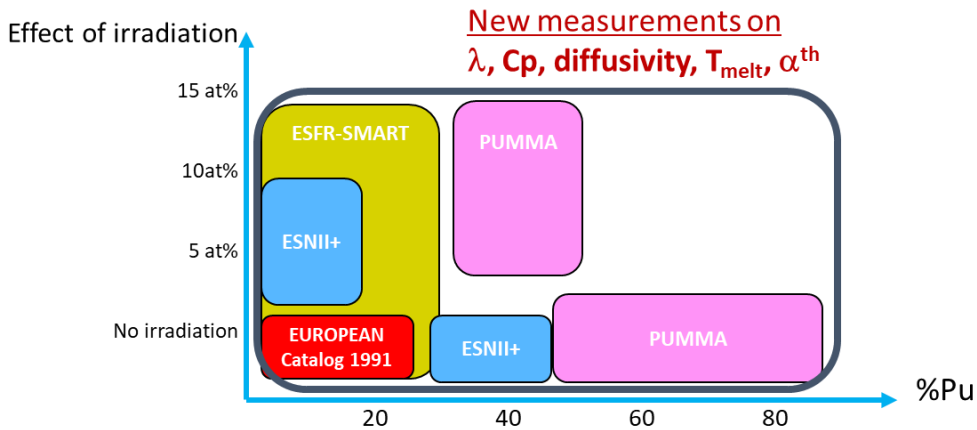 New measurements on
Effect of irradiation
λ, Cp, diffusivity, Tmelt, αth
15 at%
ESFR-SMART
PUMMA
10at%
ESNII+
5 at%
No irradiation
EUROPEAN
Catalog 1991
ESNII+
PUMMA
%Pu
20
40
60
80